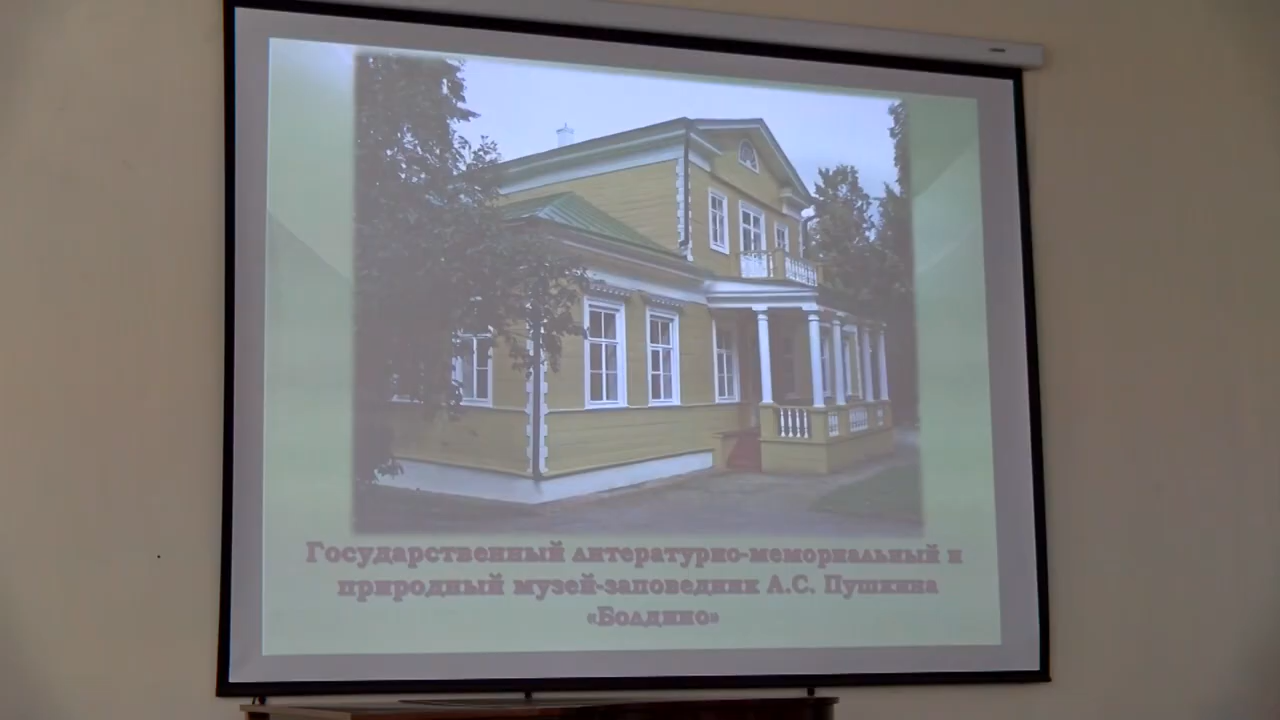 Государственный литературно-мемориальный и
природный музей-заповедник А.С. Пушкина
«Болдино»